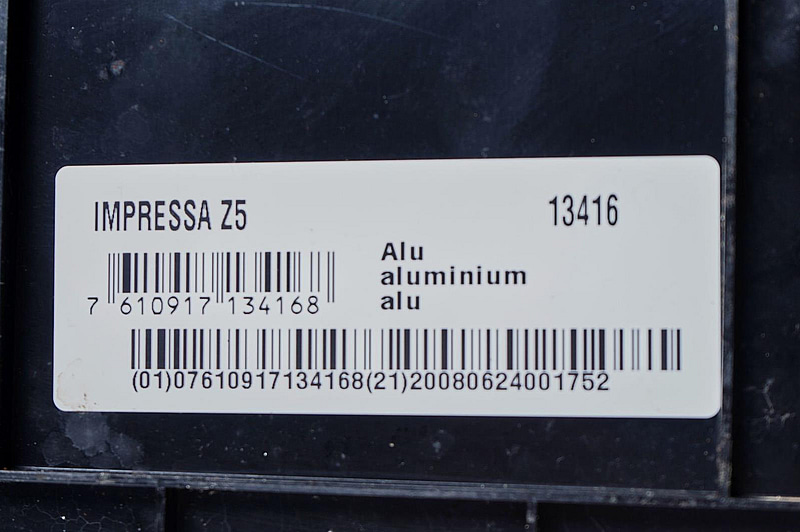 IMPRESSA Z5 13416
Alu
aluminium
alu
7 610917 134168
(01)07610917134168(21)20080624001752